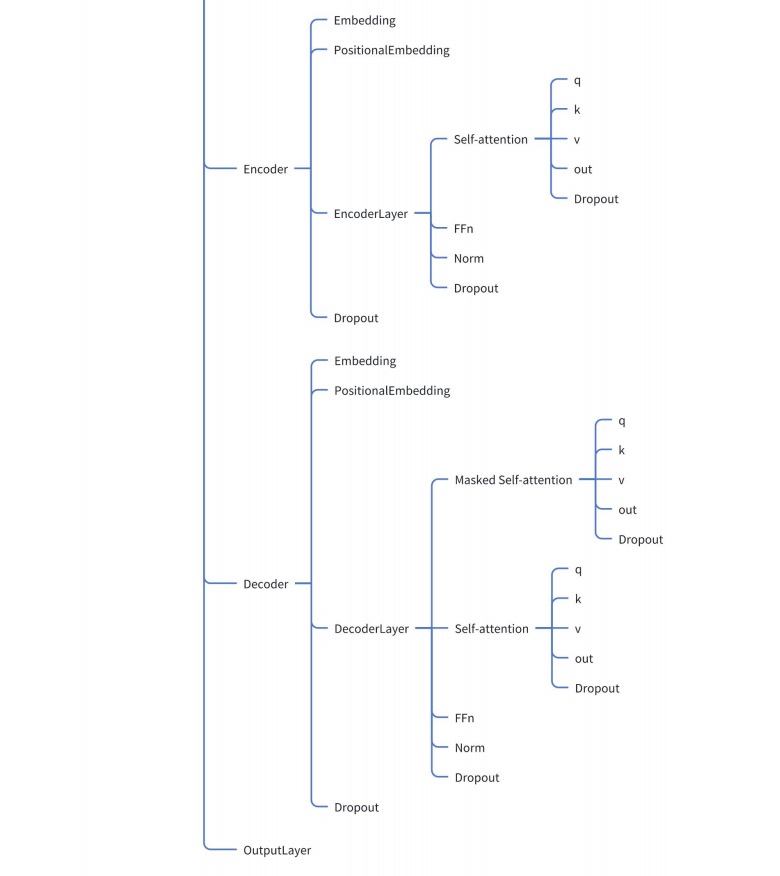 Embedding
PositionalEmbedding
q
k
Self-attention
v
Encoder
out
Dropout
EncoderLayer
FFn
Norm
Dropout
Dropout
Embedding
PositionalEmbedding
q
k
Masked Self-attention
v
out
Dropout
q
Decoder
k
DecoderLayer
Self-attention
v
out
Dropout
FFn
Norm
Dropout
Dropout
OutputLayer